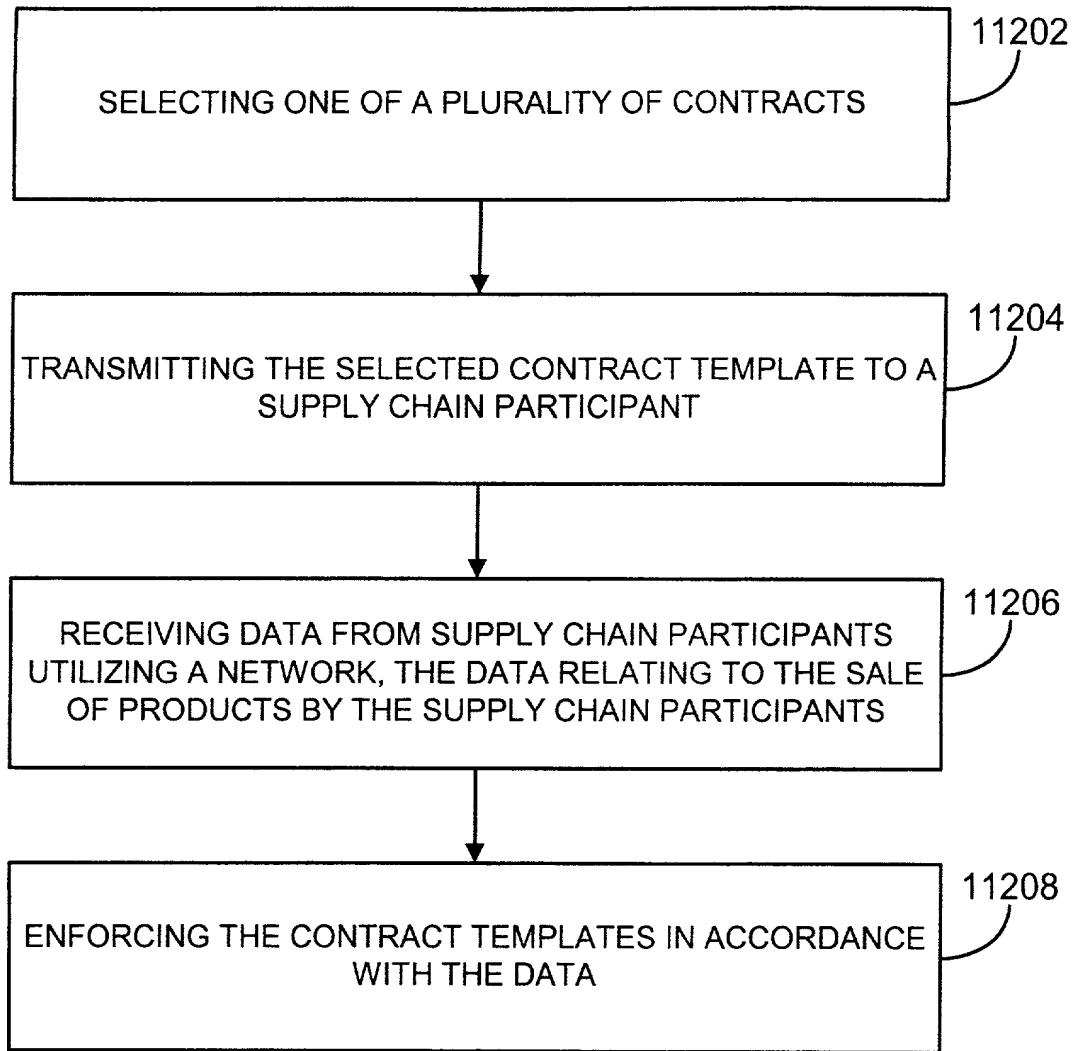 11202
SELECTING ONE OF A PLURALITY OF CONTRACTS
11204
TRANSMITTING THE SELECTED CONTRACT TEMPLATE TO A
SUPPLY CHAIN PARTICIPANT
11206
RECEIVING DATA FROM SUPPLY CHAIN PARTICIPANTS
UTILIZING A NETWORK, THE DATA RELATING TO THE SALE
OF PRODUCTS BY THE SUPPLY CHAIN PARTICIPANTS
11208
ENFORCING THE CONTRACT TEMPLATES IN ACCORDANCE
WITH THE DATA